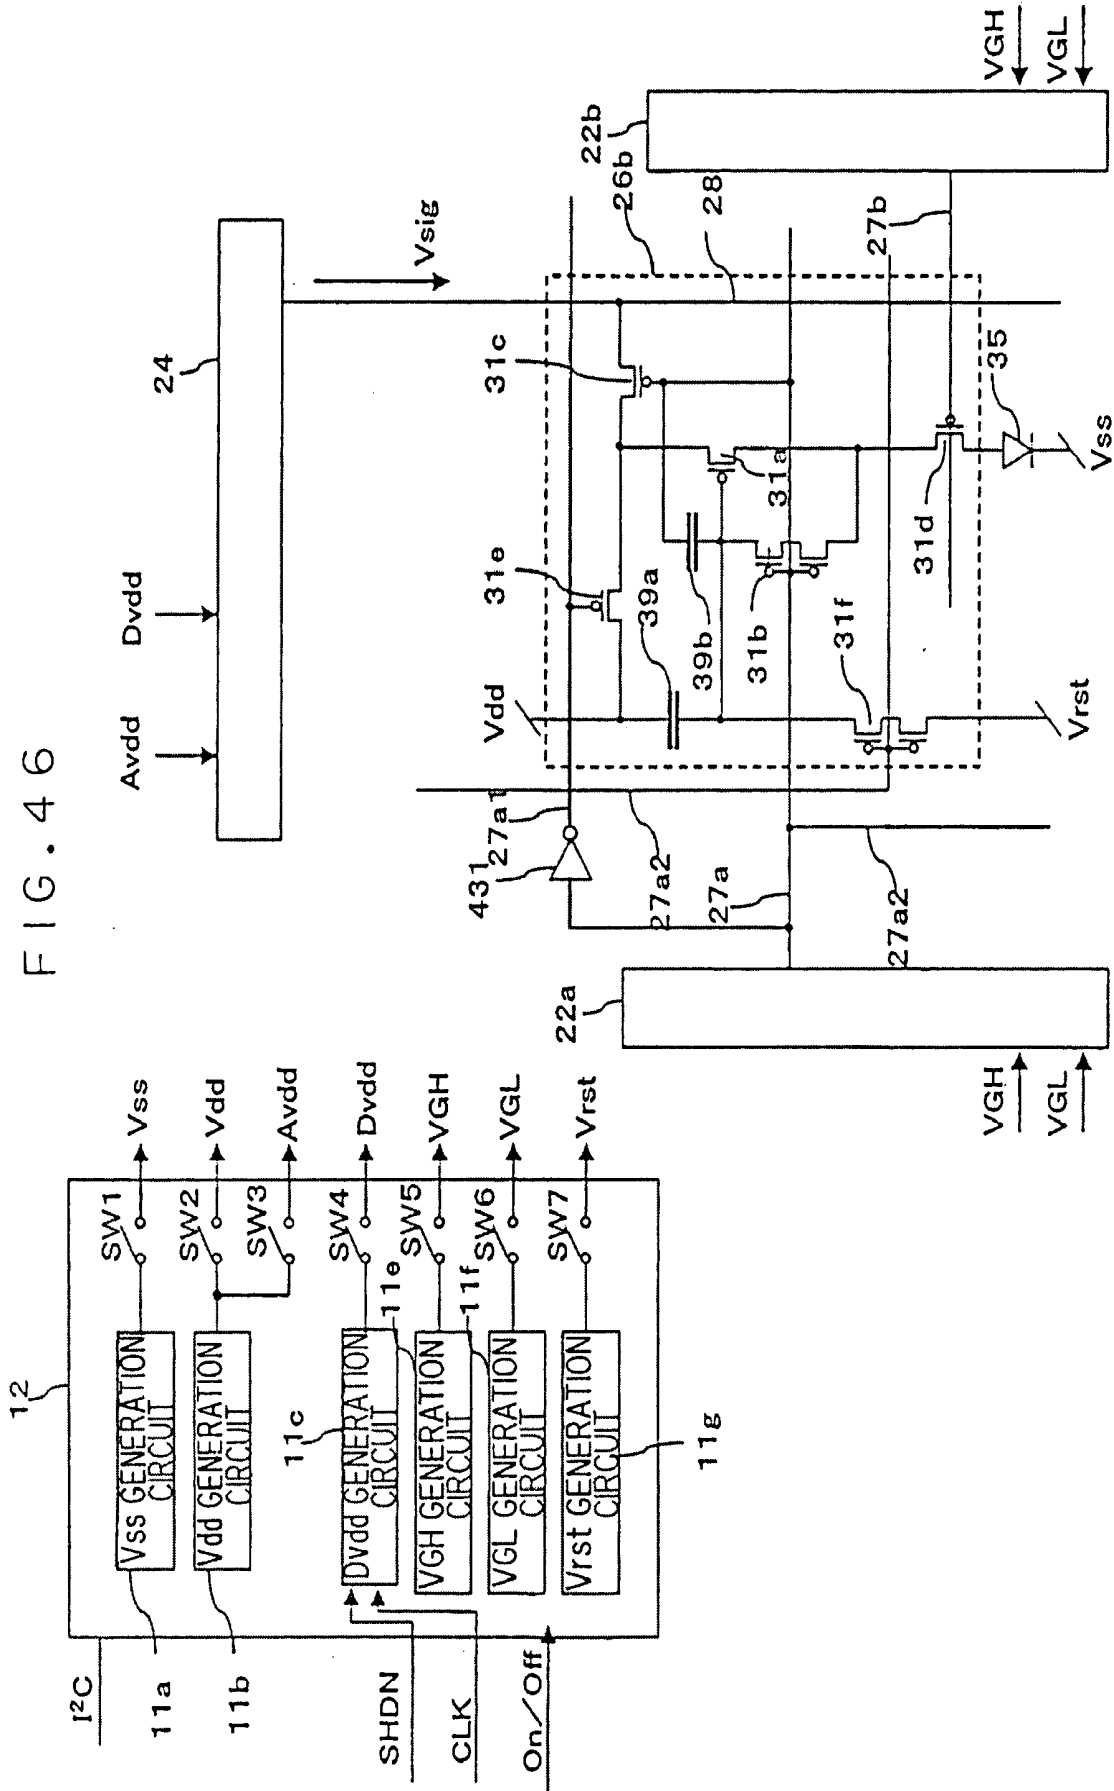 FIG. 46
12
I²C
11a
11b
SHDN
CLK
On/Off
Vss GENERATION
CIRCUIT
Vdd GENERATION
CIRCUIT
11c
Dvdd GENERATION
CIRCUIT
11e
VGH GENERATION
CIRCUIT
11f
VGL GENERATION
CIRCUIT
Vrst GENERATION
CIRCUIT
11g
SW1
SW2
SW3
SW4
SW5
SW6
SW7
Vss
Vdd
Avdd
Dvdd
VGH
VGL
Vrst
Avdd
Dvdd
24
Vsig
22a
VGH
VGL
431
27a1
27a2
27a
27a2
Vdd
39a
31e
31c
39b
31b
31a
31f
31d
Vrst
35
Vss
26b
28
27b
22b
VGH
VGL